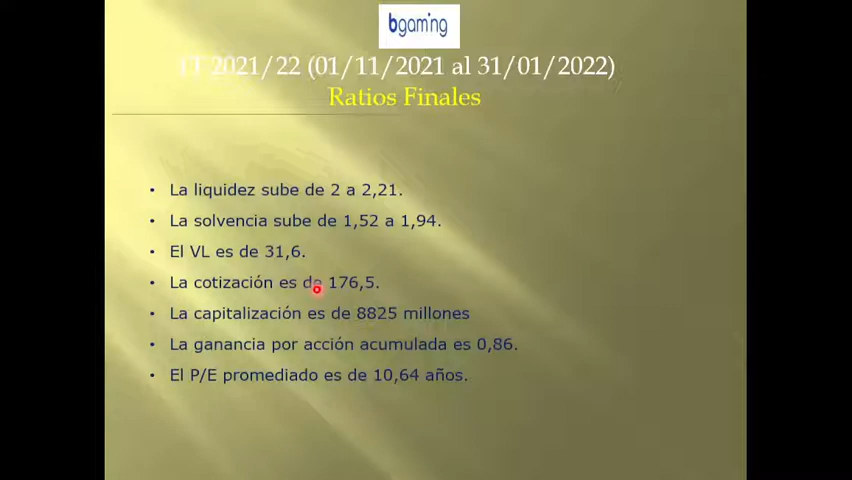 bgaming
1T 2021/22 (01/11/2021 al 31/01/2022)
Ratios Finales
• La liquidez sube de 2 a 2,21.
• La solvencia sube de 1,52 a 1,94.
• El VL es de 31,6.
• La cotización es de 176,5.
• La capitalización es de 8825 millones
• La ganancia por acción acumulada es 0,86.
• El P/E promediado es de 10,64 años.